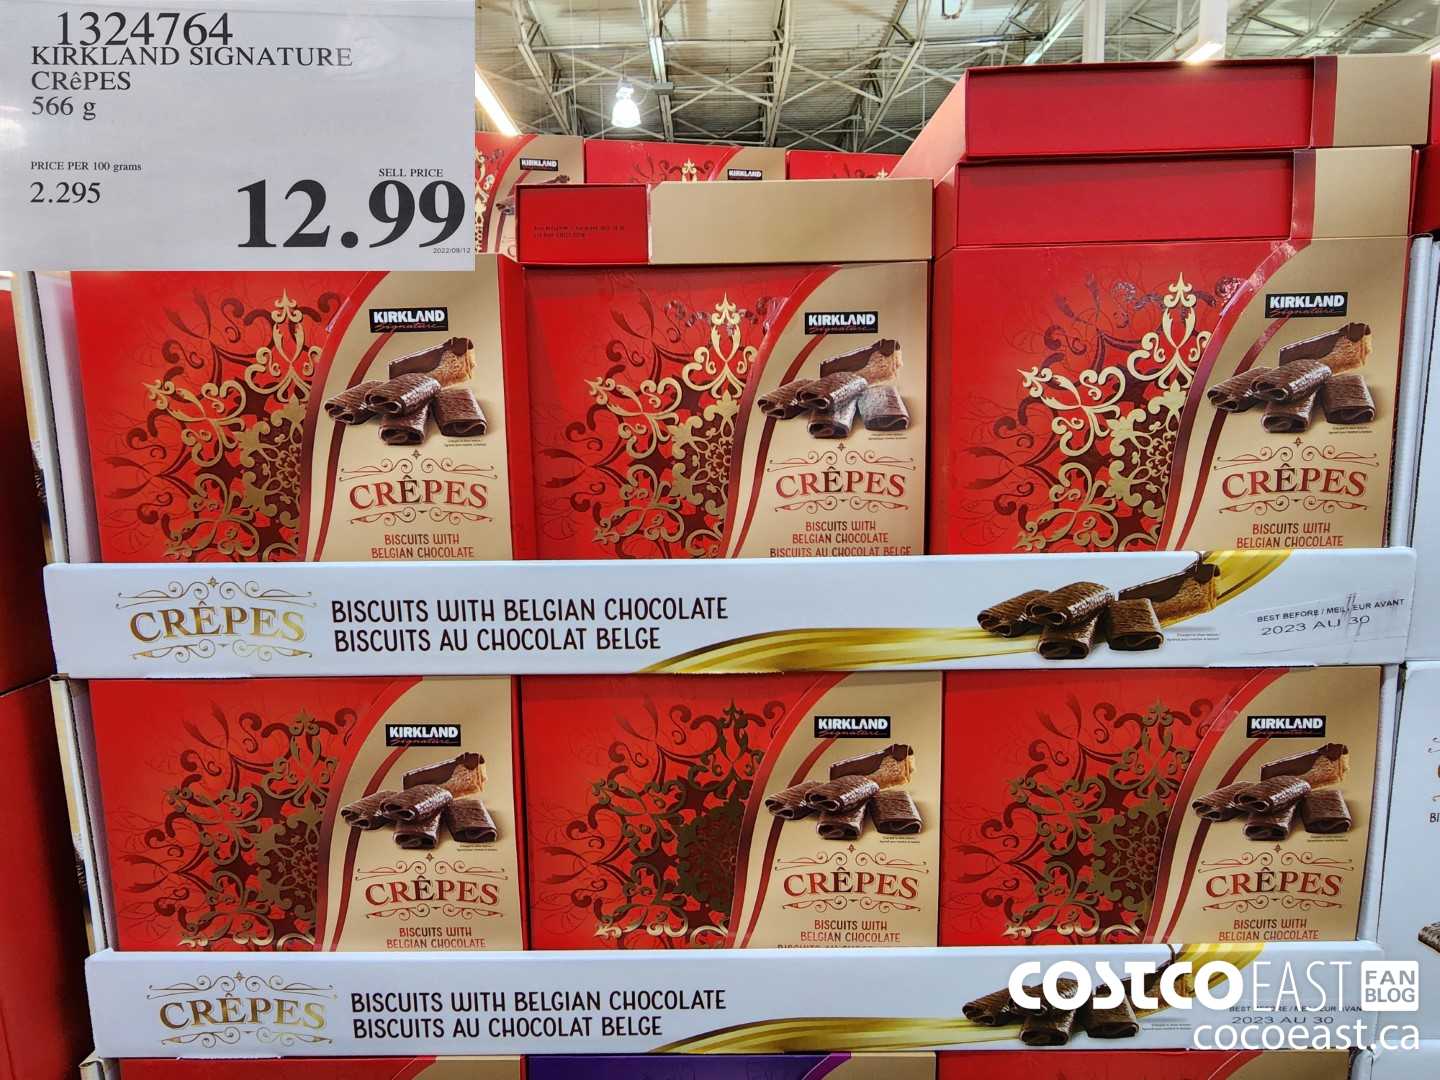 1324764
KIRKLAND SIGNATURE
CRêPES
566 g
PRICE PER 100 grams
2.295
SELL PRICE
12.99
2022/09/12
KIRKLAND
KIRKLAND
KIRKLAND
Signature
CRÊPES
BISCUITS WITH
BELGIAN CHOCOLATE
KIRKLAND
Signature
CRÊPES
BISCUITS WITH
BELGIAN CHOCOLATE
BISCUITS AU CHOCOLAT BELGE
KIRKLAND
Signature
CRÊPES
BISCUITS WITH
BELGIAN CHOCOLATE
CRÊPES
BISCUITS WITH BELGIAN CHOCOLATE
BISCUITS AU CHOCOLAT BELGE
BEST BEFORE / MEILLEUR AVANT
2023 AU 30
KIRKLAND
Signature
CRÊPES
BISCUITS WITH
BELGIAN CHOCOLATE
KIRKLAND
Signature
CRÊPES
BISCUITS WITH
BELGIAN CHOCOLATE
KIRKLAND
Signature
CRÊPES
BISCUITS WITH
BELGIAN CHOCOLATE
CRÊPES
BISCUITS WITH BELGIAN CHOCOLATE
BISCUITS AU CHOCOLAT BELGE
2023 AU 30
COSTCO EAST FAN BLOG
cocoeast.ca